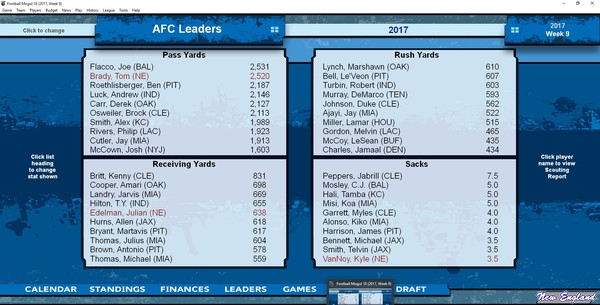 Football Mogul 18 (2017, Week 9)
Game Team Players Budget News Play History League Tools Help
Click to change
AFC Leaders
2017
2017
Week 9
Pass Yards
Flacco, Joe (BAL) 2,531
Brady, Tom (NE) 2,520
Roethlisberger, Ben (PIT) 2,187
Luck, Andrew (IND) 2,146
Carr, Derek (OAK) 2,127
Osweiler, Brock (CLE) 2,113
Smith, Alex (KC) 1,989
Rivers, Philip (LAC) 1,923
Cutler, Jay (MIA) 1,913
McCown, Josh (NYJ) 1,603
Rush Yards
Lynch, Marshawn (OAK) 610
Bell, Le'Veon (PIT) 607
Turbin, Robert (IND) 603
Murray, DeMarco (TEN) 593
Johnson, Duke (CLE) 562
Ajayi, Jay (MIA) 522
Miller, Lamar (HOU) 515
Gordon, Melvin (LAC) 465
McCoy, LeSean (BUF) 435
Charles, Jamaal (DEN) 434
Click list
heading
to change
stat shown
Receiving Yards
Britt, Kenny (CLE) 831
Cooper, Amari (OAK) 698
Landry, Jarvis (MIA) 669
Hilton, T.Y. (IND) 655
Edelman, Julian (NE) 638
Hurns, Allen (JAX) 618
Bryant, Martavis (PIT) 617
Thomas, Julius (MIA) 604
Brown, Antonio (PIT) 578
Thomas, Michael (MIA) 559
Sacks
Peppers, Jabrill (CLE) 7.5
Mosley, C.J. (BAL) 5.0
Hali, Tamba (KC) 5.0
Misi, Koa (MIA) 5.0
Garrett, Myles (CLE) 4.0
Alonso, Kiko (MIA) 4.0
Harrison, James (PIT) 4.0
Bennett, Michael (JAX) 3.5
Smith, Telvin (JAX) 3.5
VanNoy, Kyle (NE) 3.5
Click player
name to view
Scouting
Report
Football Mogul 18 (2017, Week 9)
CALENDAR STANDINGS FINANCES LEADERS GAMES DRAFT
New England